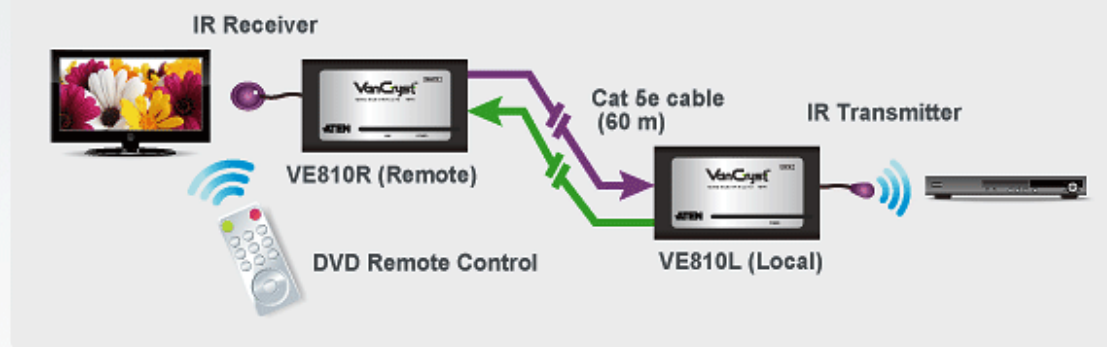 IR Receiver
VanCryst
ATEN
VE810R (Remote)
Cat 5e cable
(60 m)
IR Transmitter
VanCryst
ATEN
VE810L (Local)
DVD Remote Control